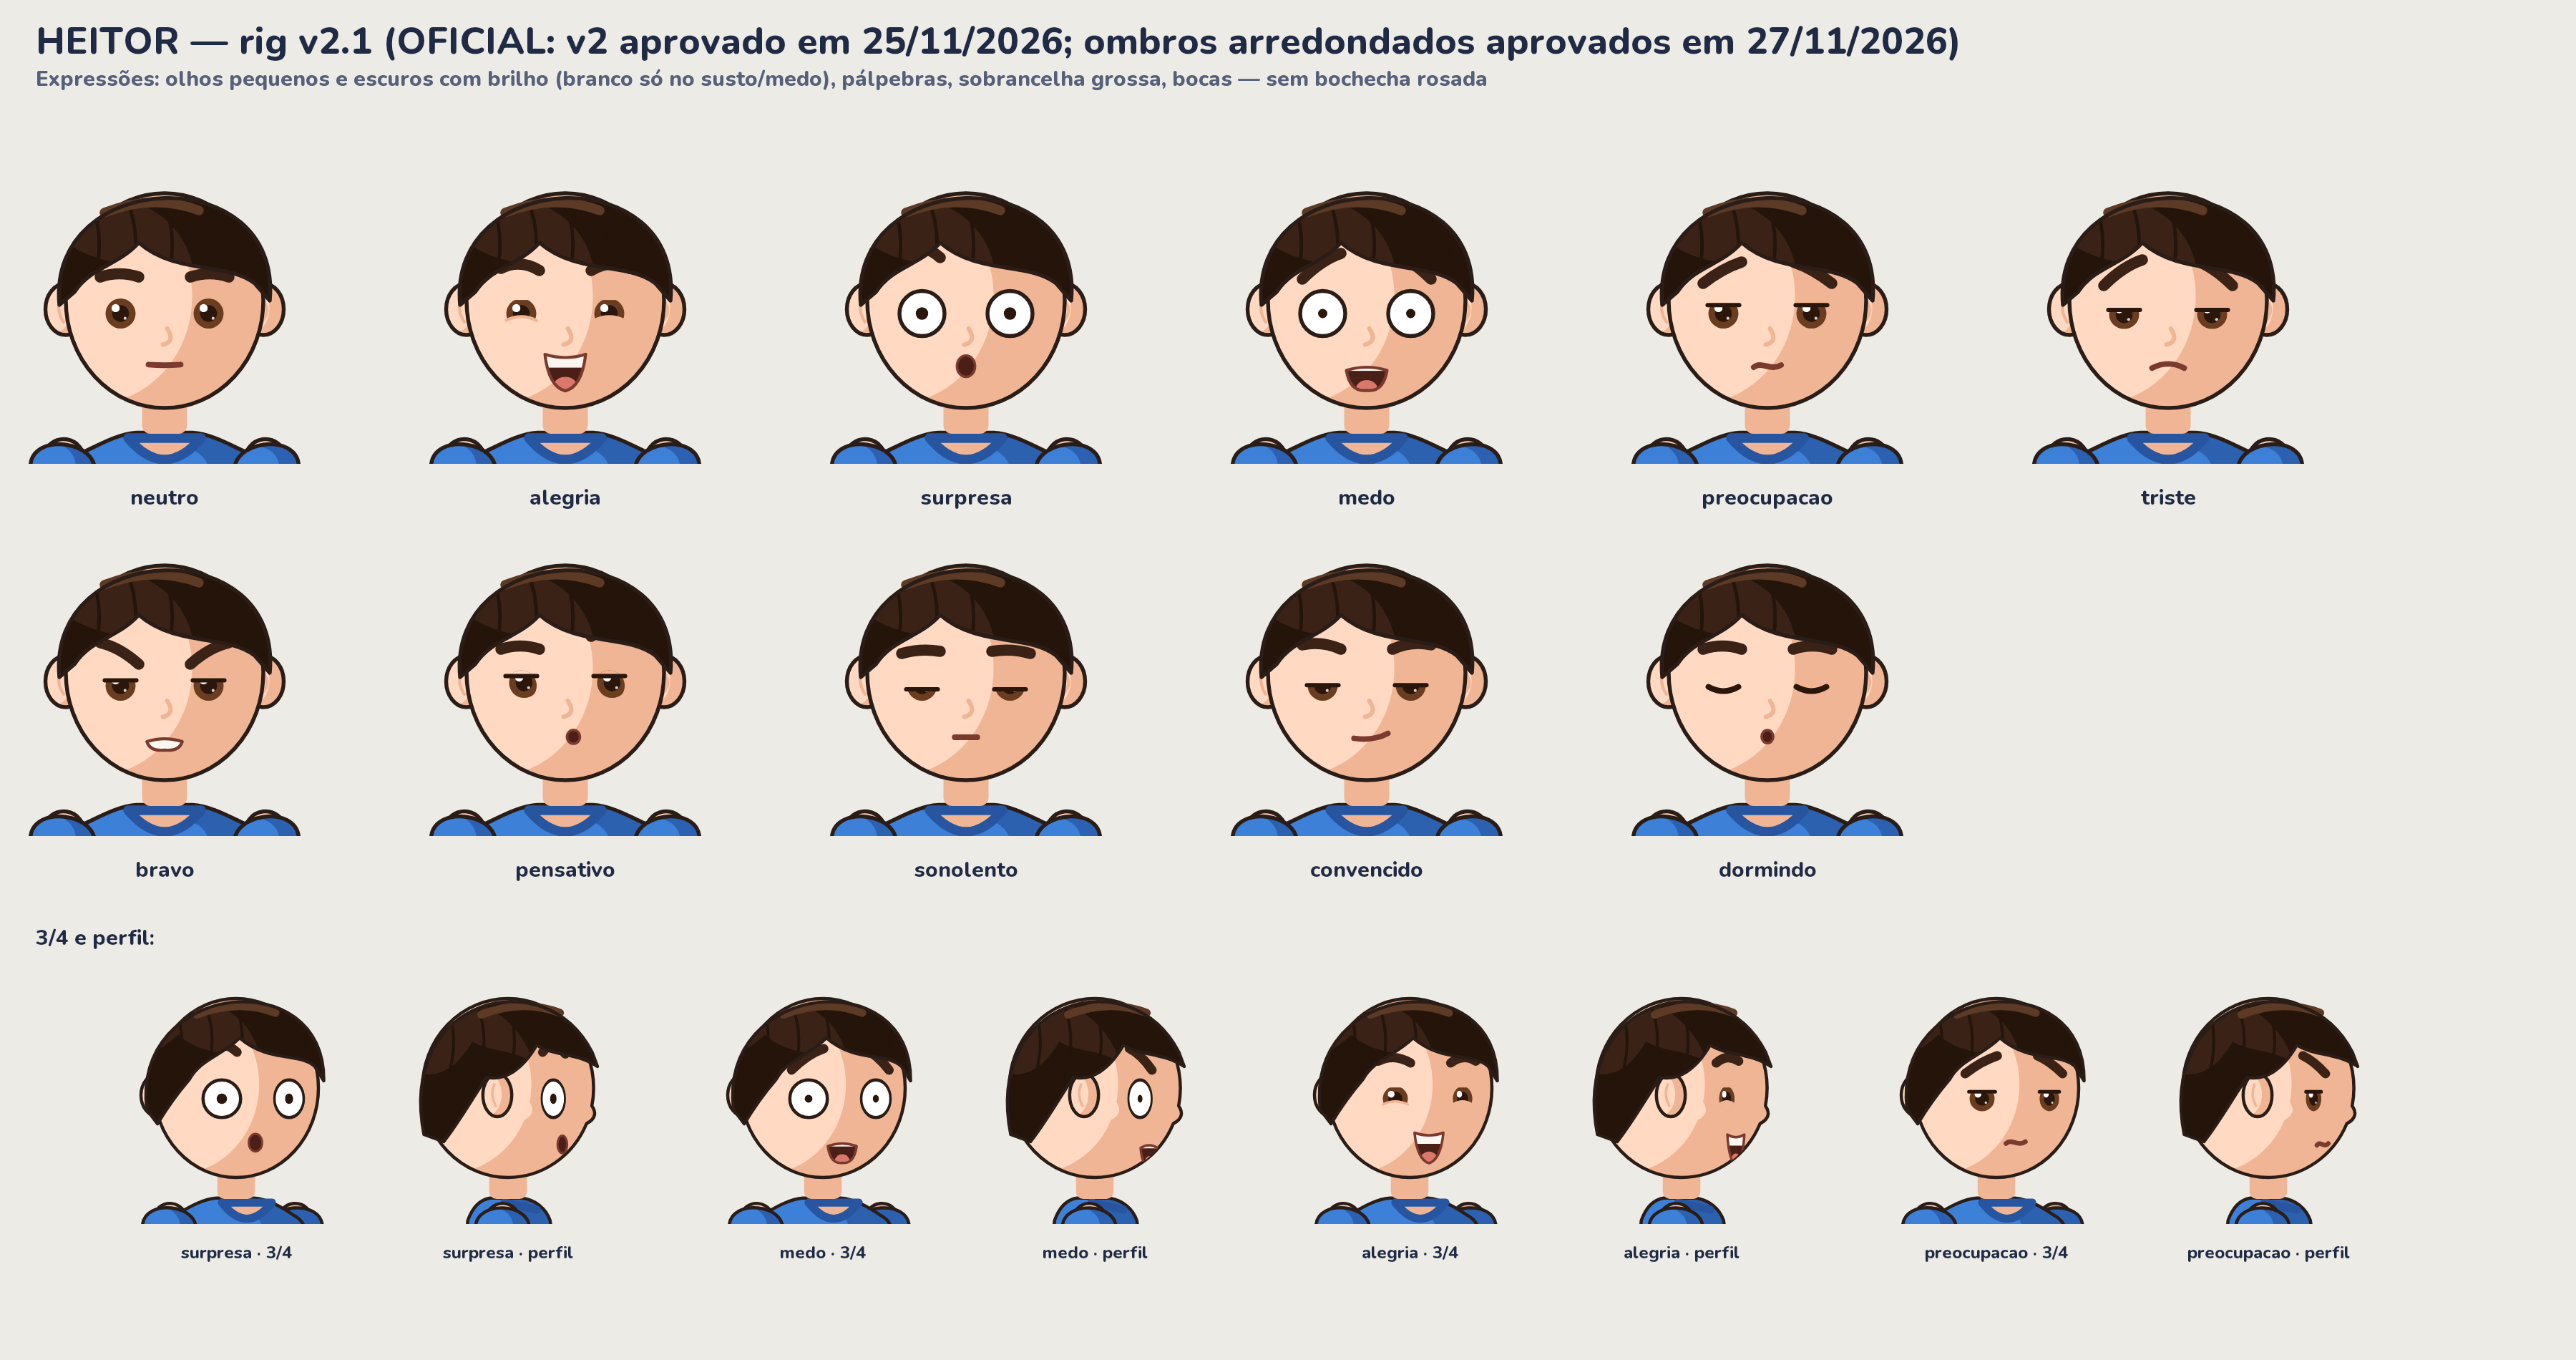 HEITOR — rig v2.1 (OFICIAL: v2 aprovado em 25/11/2026; ombros arredondados aprovados em 27/11/2026)
Expressões: olhos pequenos e escuros com brilho (branco só no susto/medo), pálpebras, sobrancelha grossa, bocas — sem bochecha rosada
neutro
alegria
surpresa
medo
preocupacao
triste
bravo
pensativo
sonolento
convencido
dormindo
3/4 e perfil:
surpresa · 3/4
surpresa · perfil
medo · 3/4
medo · perfil
alegria · 3/4
alegria · perfil
preocupacao · 3/4
preocupacao · perfil